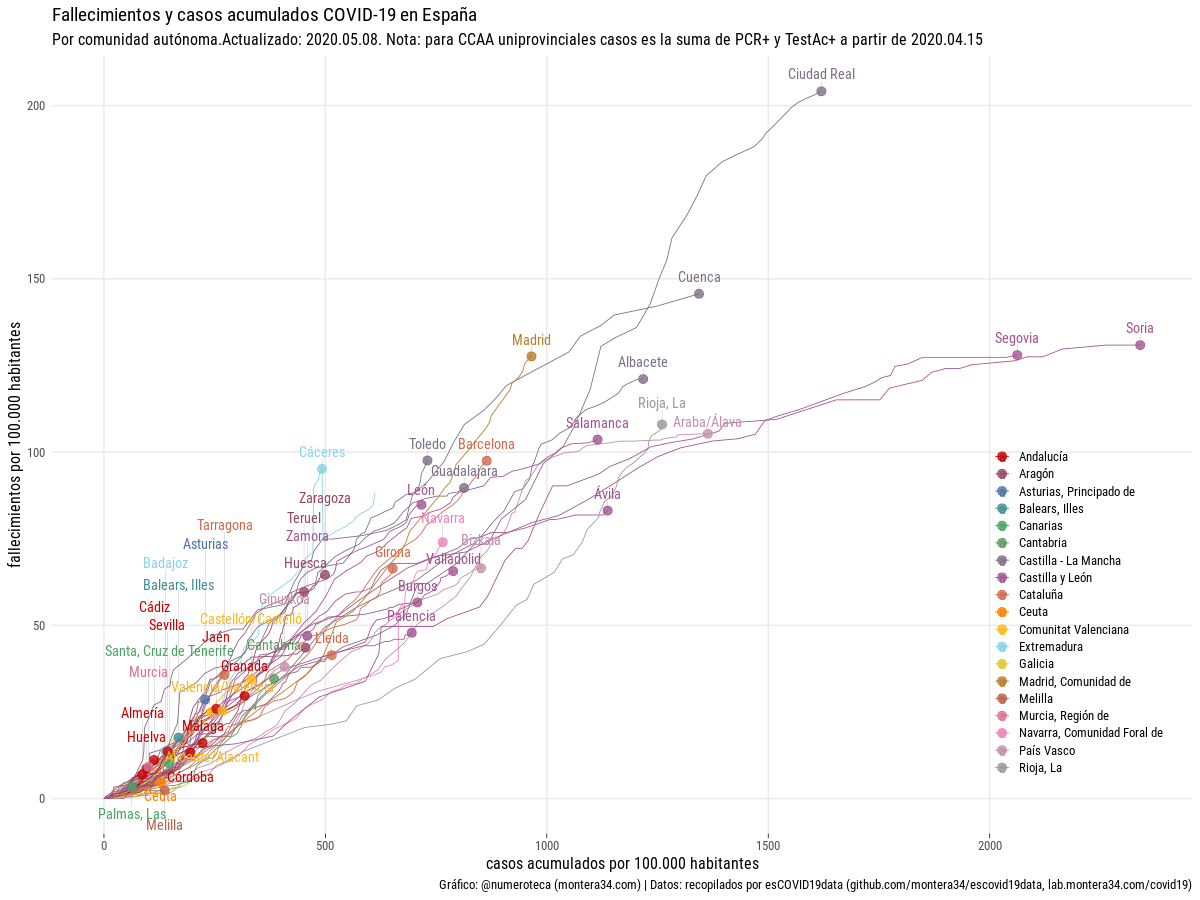 Fallecimientos y casos acumulados COVID-19 en España
Por comunidad autónoma.Actualizado: 2020.05.08. Nota: para CCAA uniprovinciales casos es la suma de PCR+ y TestAc+ a partir de 2020.04.15
fallecimientos por 100.000 habitantes
200
150
100
50
0
Ciudad Real
Cuenca
Soria
Segovia
Madrid
Albacete
Rioja, La
Salamanca
Araba/Álava
Toledo
Barcelona
Cáceres
Guadalajara
León
Ávila
Zaragoza
Teruel
Navarra
Tarragona
Zamora
Bizkaia
Asturias
Girona
Badajoz
Huesca
Valladolid
Balears, Illes
Burgos
Gipuzkoa
Cádiz
Palencia
Castellón/Castelló
Sevilla
Jaén
Lleida
Cantabria
Santa, Cruz de Tenerife
Granada
Murcia
Valencia/València
Almería
Málaga
Huelva
Alicante/Alacant
Córdoba
Ceuta
Palmas, Las
Melilla
Andalucía
Aragón
Asturias, Principado de
Balears, Illes
Canarias
Cantabria
Castilla - La Mancha
Castilla y León
Cataluña
Ceuta
Comunitat Valenciana
Extremadura
Galicia
Madrid, Comunidad de
Melilla
Murcia, Región de
Navarra, Comunidad Foral de
País Vasco
Rioja, La
0
500
1000
1500
2000
casos acumulados por 100.000 habitantes
Gráfico: @numeroteca (montera34.com) | Datos: recopilados por esCOVID19data (github.com/montera34/escovid19data, lab.montera34.com/covid19)